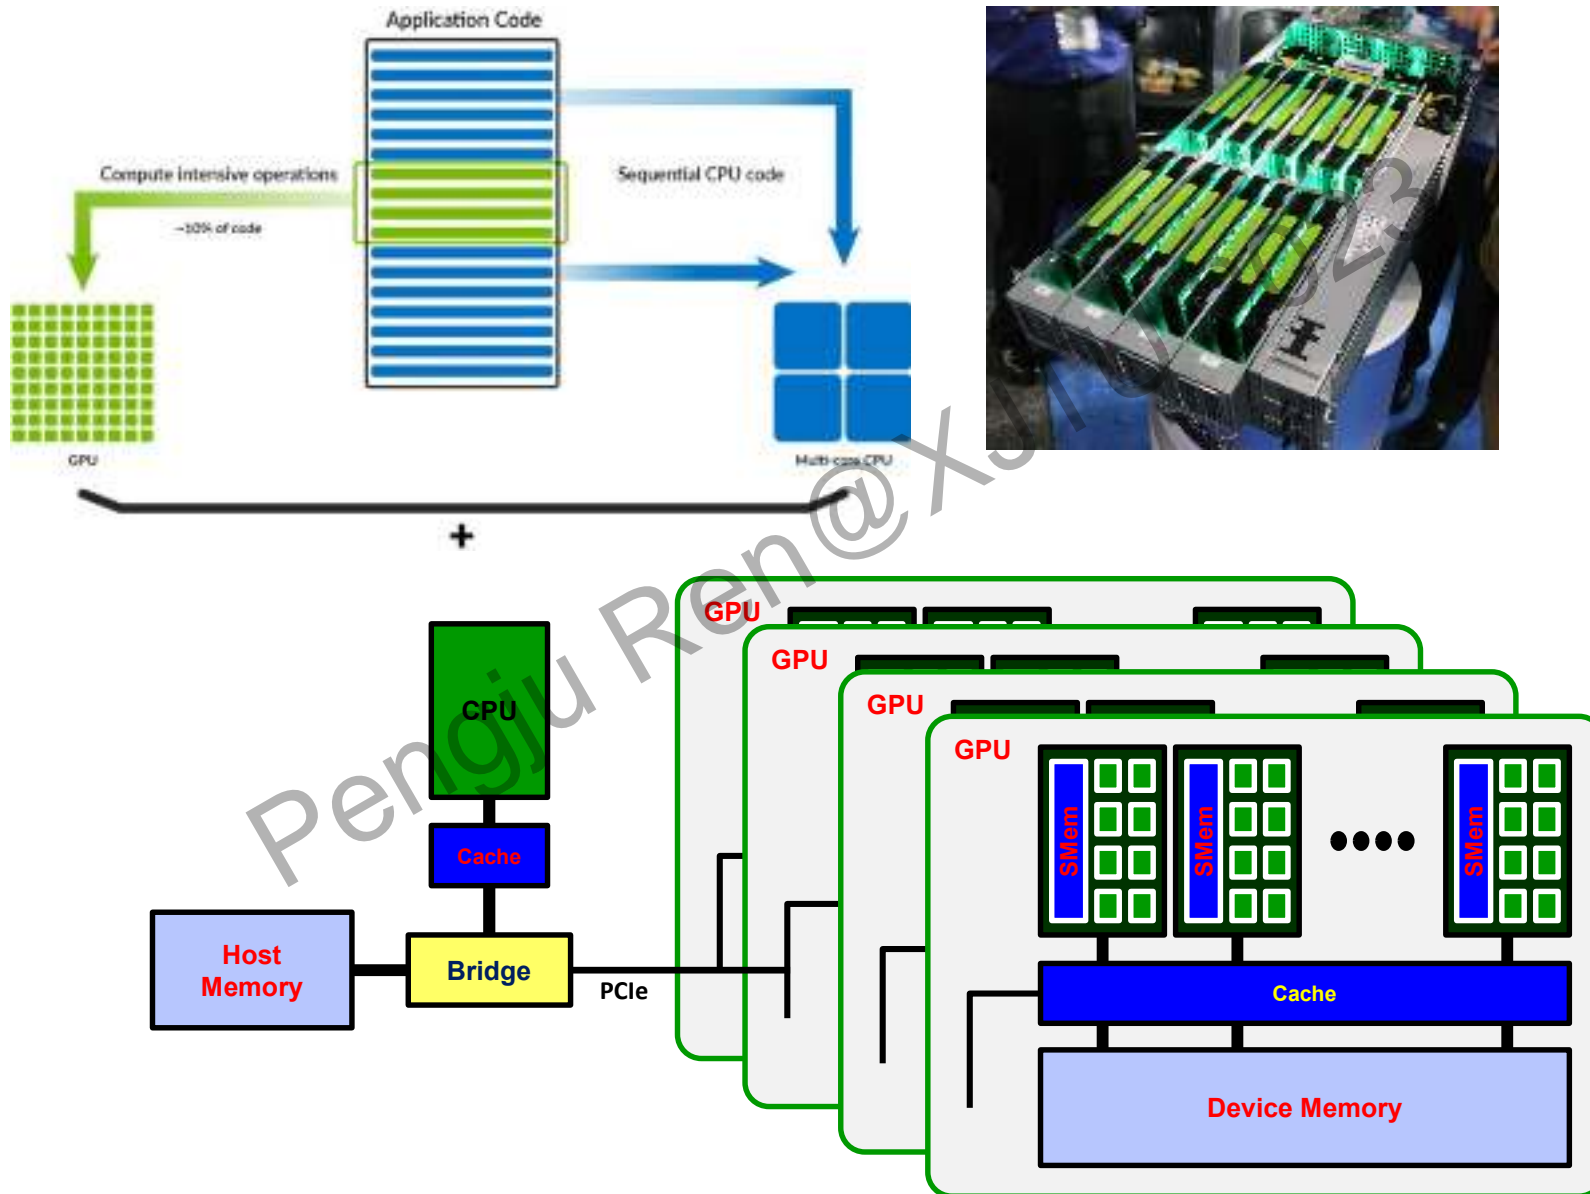 Application Code
Compute intensive operations
~10% of code
Sequential CPU code
GPU
Multi-core CPU
+
GPU
GPU
GPU
GPU
CPU
Cache
Host
Memory
Bridge
PCIe
SMem
SMem
SMem
Cache
Device Memory
Pengju Ren@XJTU 2023